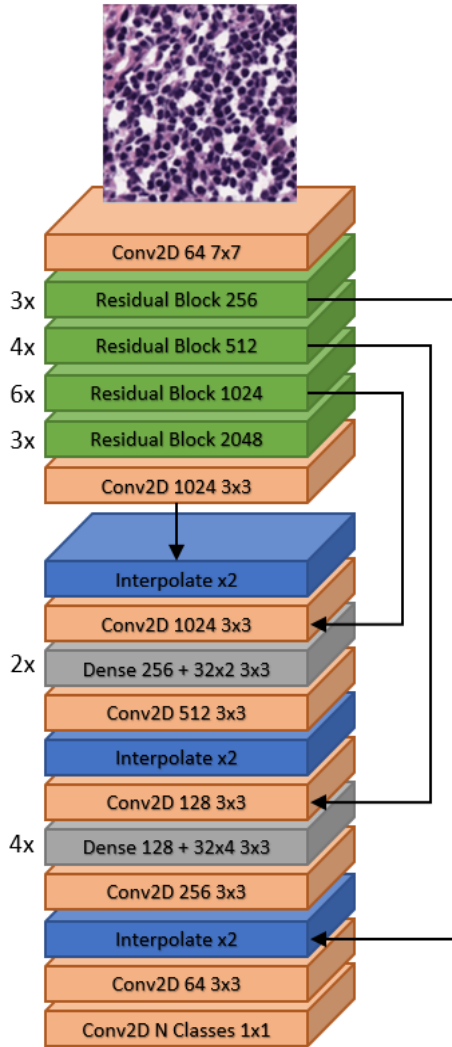 Conv2D 64 7x7
3x Residual Block 256
4x Residual Block 512
6x Residual Block 1024
3x Residual Block 2048
Conv2D 1024 3x3
Interpolate x2
Conv2D 1024 3x3
2x Dense 256 + 32x2 3x3
Conv2D 512 3x3
Interpolate x2
Conv2D 128 3x3
4x Dense 128 + 32x4 3x3
Conv2D 256 3x3
Interpolate x2
Conv2D 64 3x3
Conv2D N Classes 1x1